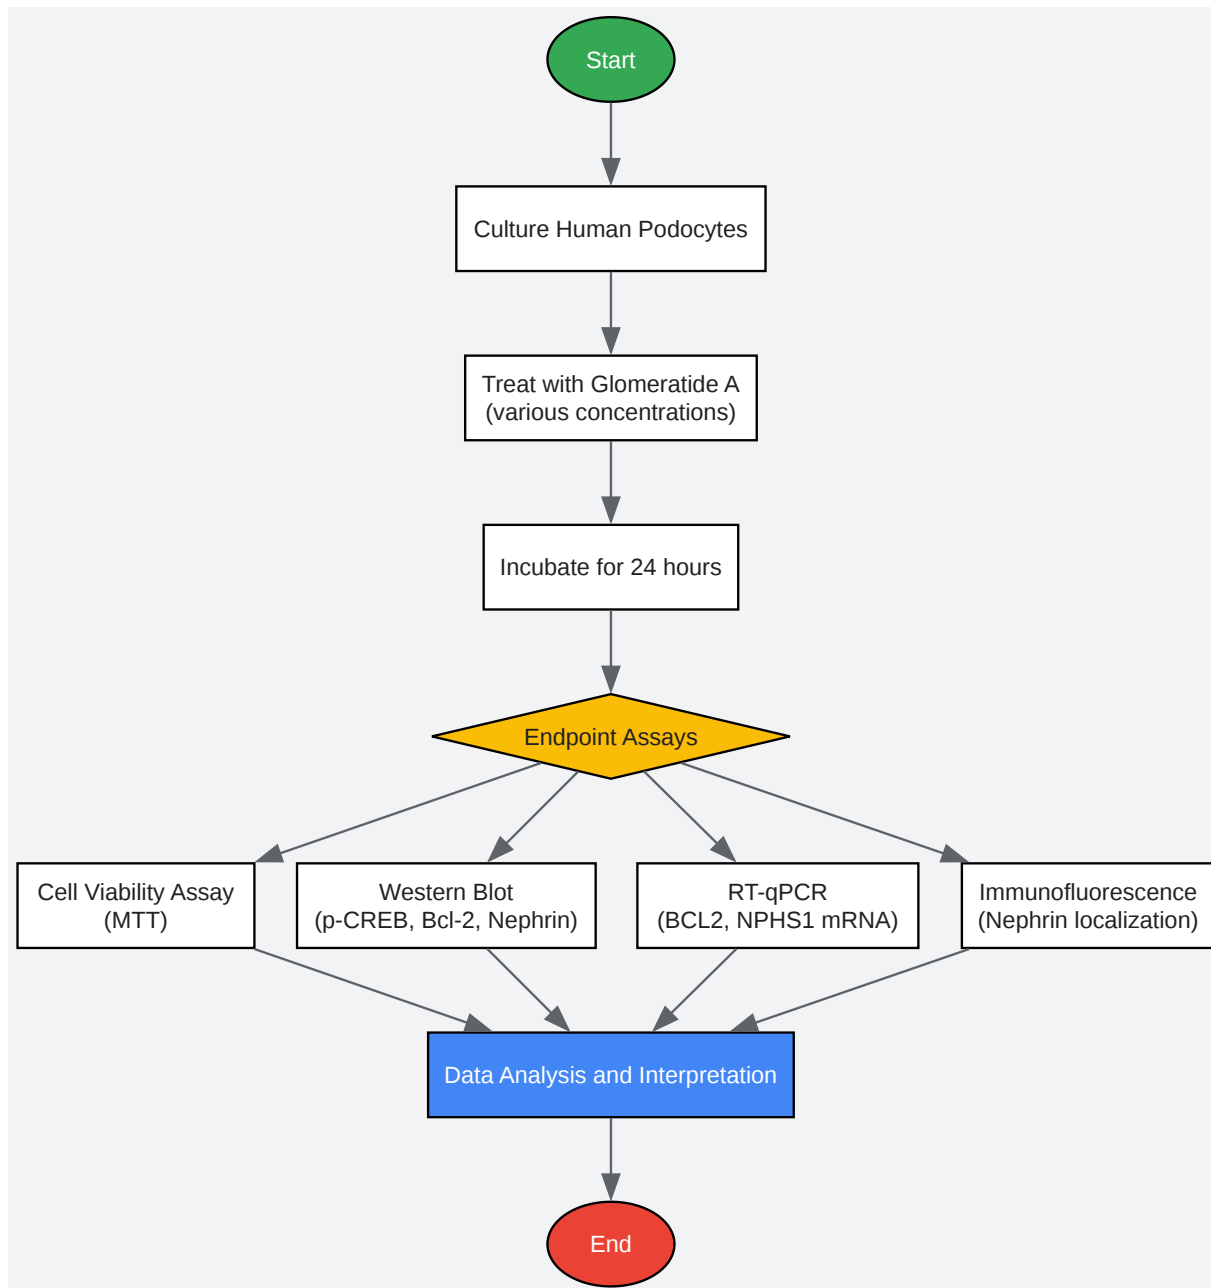 Start
Culture Human Podocytes
Treat with Glomeratide A
(various concentrations)
Incubate for 24 hours
Endpoint Assays
Cell Viability Assay
(MTT)
Western Blot
(p-CREB, Bcl-2, Nephrin)
RT-qPCR
(BCL2, NPHS1 mRNA)
Immunofluorescence
(Nephrin localization)
Data Analysis and Interpretation
End